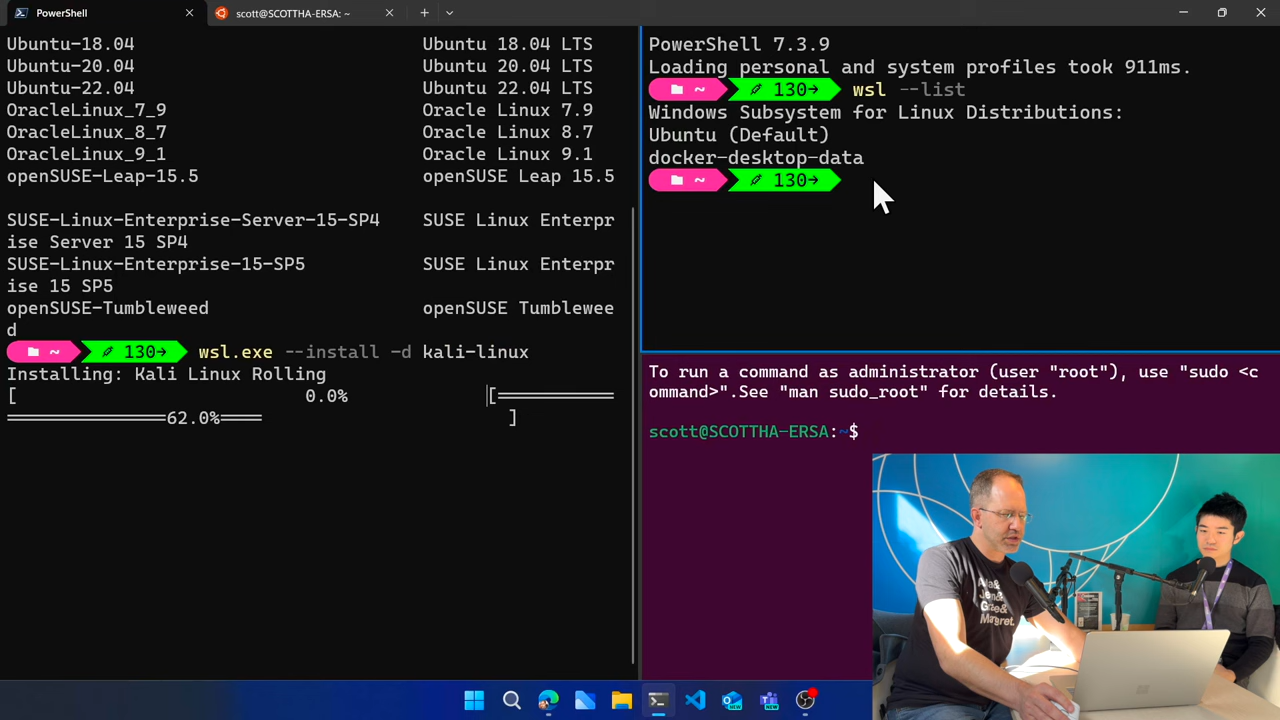 PowerShell
scott@SCOTTHA-ERSA: ~
Ubuntu-18.04 Ubuntu 18.04 LTS
Ubuntu-20.04 Ubuntu 20.04 LTS
Ubuntu-22.04 Ubuntu 22.04 LTS
OracleLinux_7_9 Oracle Linux 7.9
OracleLinux_8_7 Oracle Linux 8.7
OracleLinux_9_1 Oracle Linux 9.1
openSUSE-Leap-15.5 openSUSE Leap 15.5
SUSE-Linux-Enterprise-Server-15-SP4 SUSE Linux Enterpr
ise Server 15 SP4
SUSE-Linux-Enterprise-15-SP5 SUSE Linux Enterpr
ise 15 SP5
openSUSE-Tumbleweed openSUSE Tumblewee
d
~ 130→ wsl.exe --install -d kali-linux
Installing: Kali Linux Rolling
[ 0.0% [══════════
═════════════62.0%════ ]
PowerShell 7.3.9
Loading personal and system profiles took 911ms.
~ 130→ wsl --list
Windows Subsystem for Linux Distributions:
Ubuntu (Default)
docker-desktop-data
~ 130→
To run a command as administrator (user "root"), use "sudo <c
ommand>".See "man sudo_root" for details.
scott@SCOTTHA-ERSA:~$
Ada&
Jen&
Grace&
Margret.
NEW
NEW